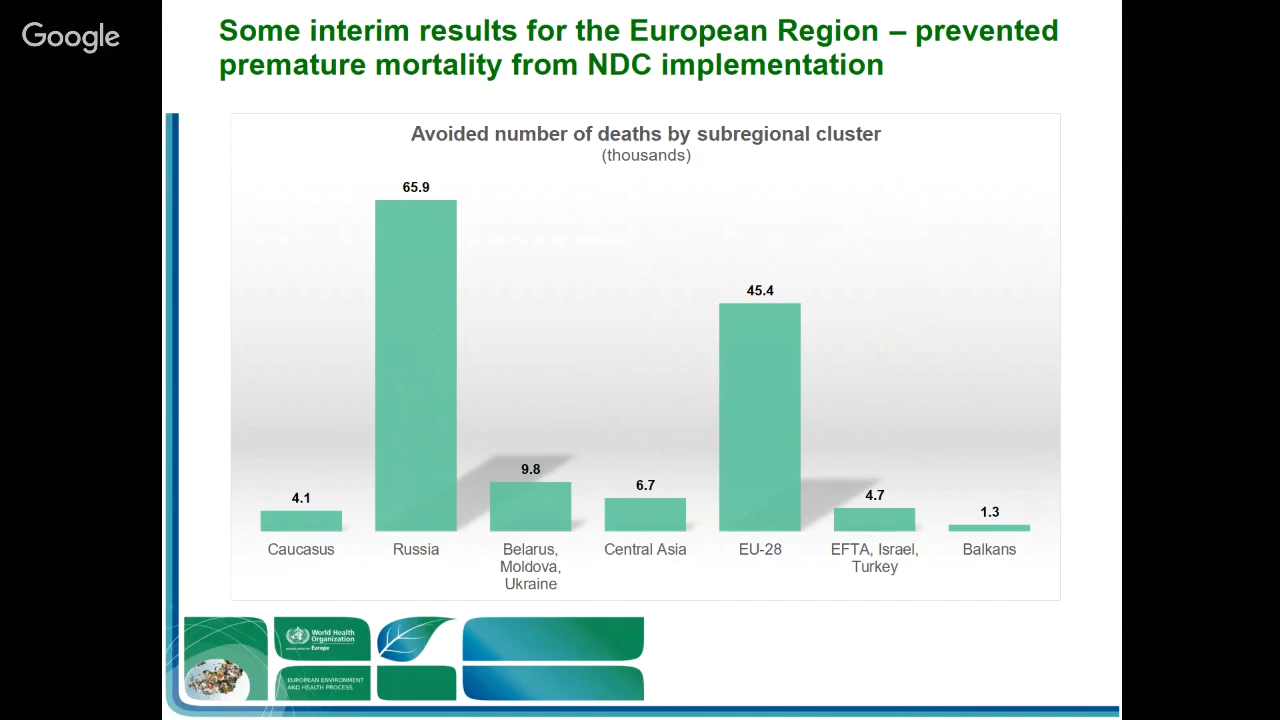 Google
Some interim results for the European Region – prevented
premature mortality from NDC implementation
Avoided number of deaths by subregional cluster
(thousands)
65.9
45.4
9.8
6.7
4.7
4.1
1.3
Caucasus
Russia
Belarus,
Moldova,
Ukraine
Central Asia
EU-28
EFTA, Israel,
Turkey
Balkans
World Health
Organization
Europe
EUROPEAN ENVIRONMENT
AND HEALTH PROCESS